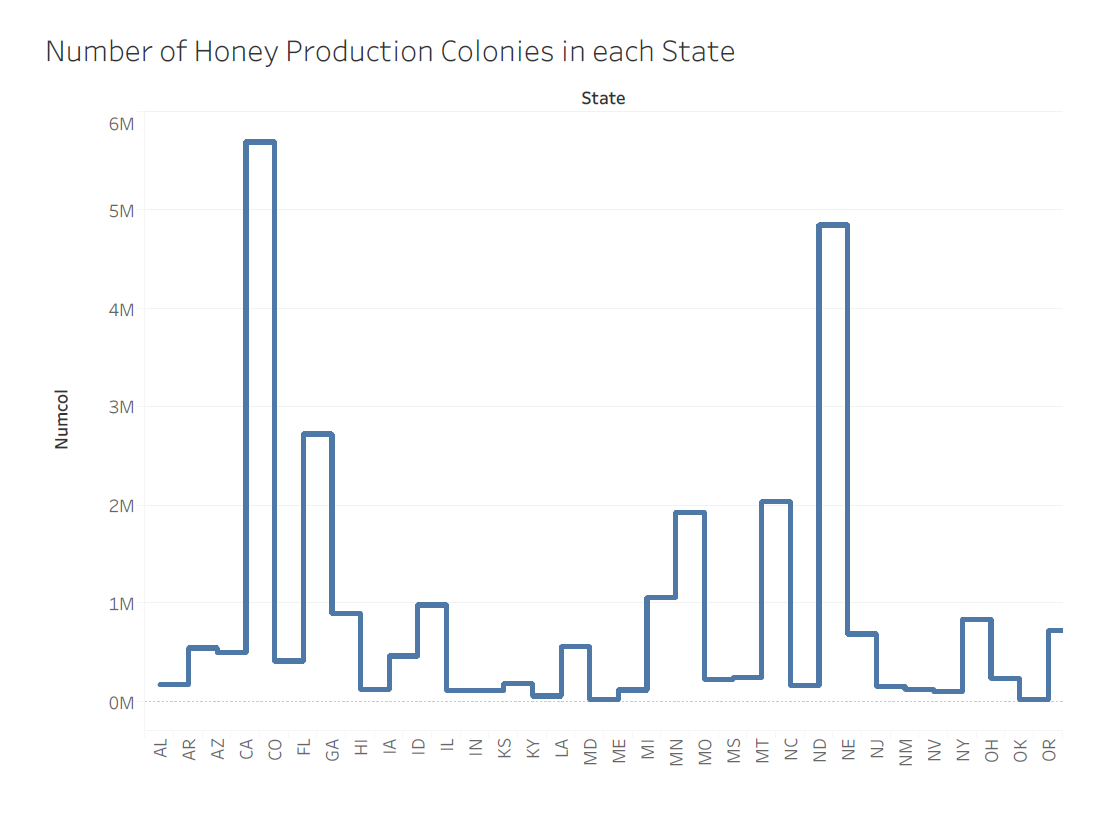 Number of Honey Production Colonies in each State
State
6M
5M
4M
3M
2M
1M
0M
Numcol
AL AR AZ CA CO FL GA HI IA ID IL IN KS KY LA MD ME MI MN MO MS MT NC ND NE NJ NM NV NY OH OK OR